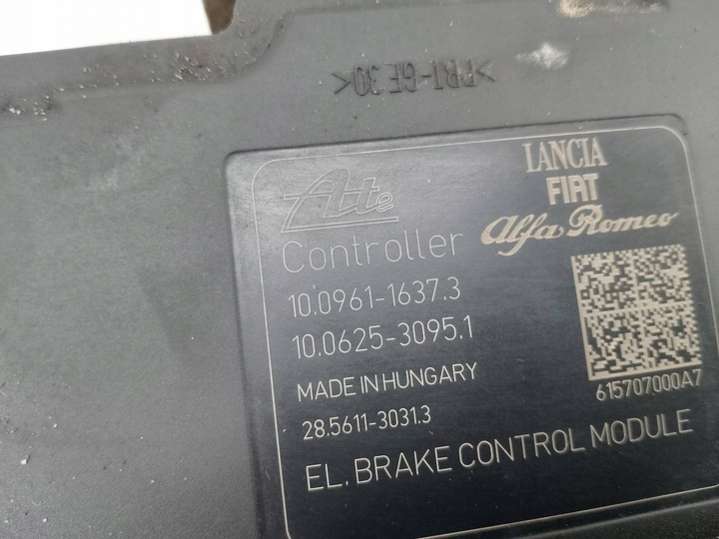 >PBT-GF30<
Ate
LANCIA
FIAT
Alfa Romeo
Controller
10.0961-1637.3
10.0625-3095.1
MADE IN HUNGARY
28.5611-3031.3
615707000A7
EL. BRAKE CONTROL MODULE